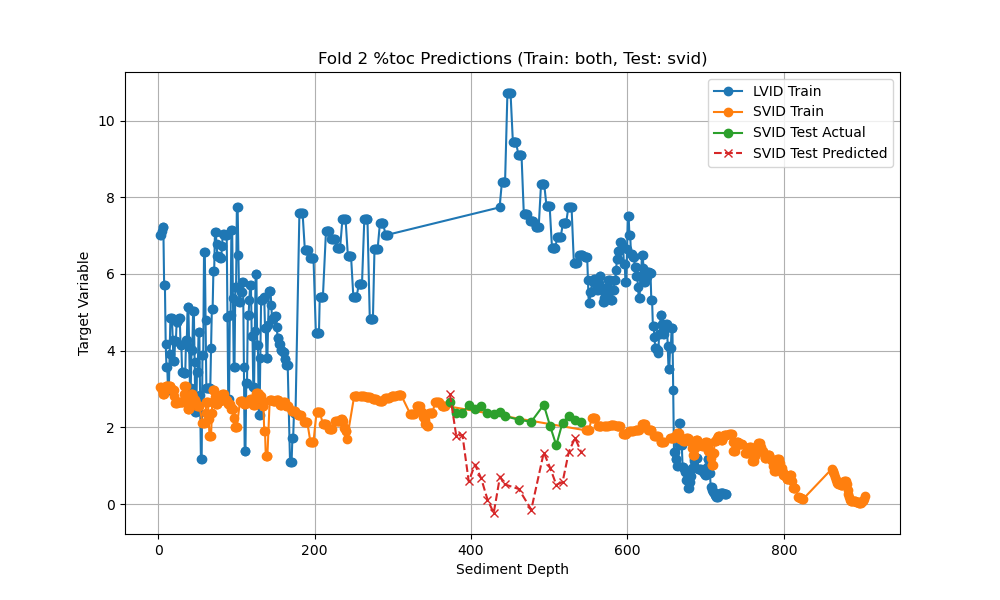 Fold 2 %toc Predictions (Train: both, Test: svid)
LVID Train
SVID Train
SVID Test Actual
SVID Test Predicted
Target Variable
10
8
6
4
2
0
0 200 400 600 800
Sediment Depth